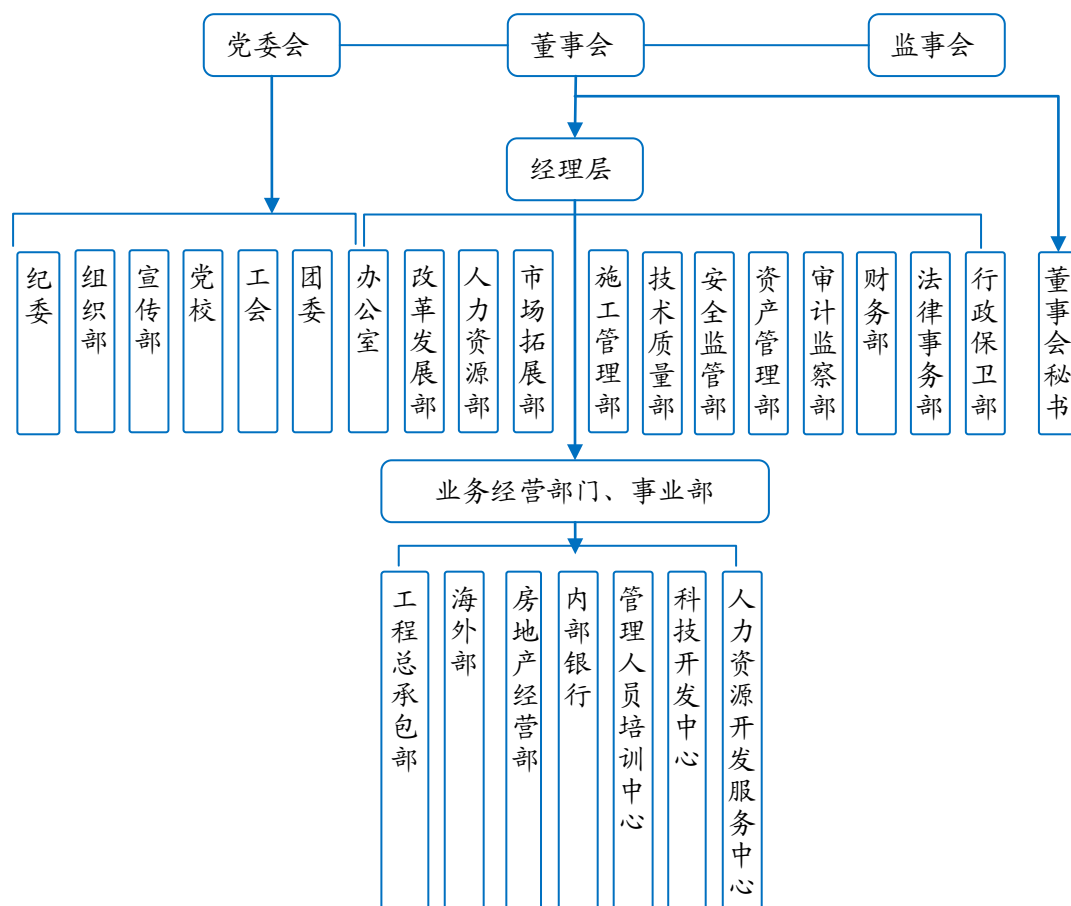 党委会
董事会
监事会
经理层
纪委
组织部
宣传部
党校
工会
团委
办公室
改革发展部
人力资源部
市场拓展部
施工管理部
技术质量部
安全监管部
资产管理部
审计监察部
财务部
法律事务部
行政保卫部
董事会秘书
业务经营部门、事业部
工程总承包部
海外部
房地产经营部
内部银行
管理人员培训中心
科技开发中心
人力资源开发服务中心